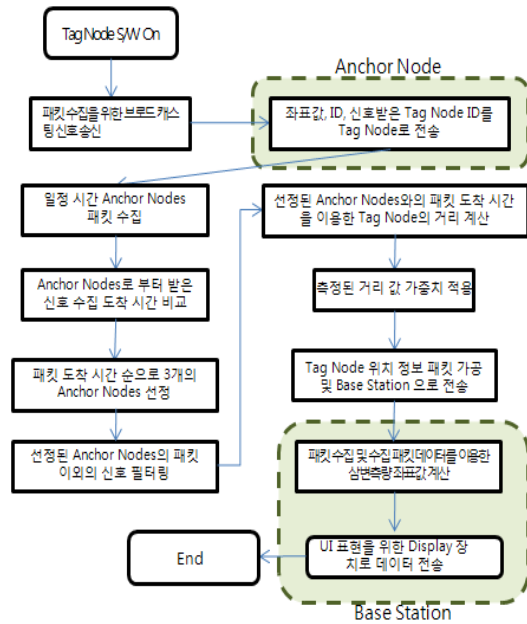 Tag Node S/W On
Anchor Node
패킷 수집을 위한 브로드 캐스
팅 신호 송신
좌표값, ID, 신호받은 Tag Node ID를
Tag Node로 전송
일정 시간 Anchor Nodes
패킷 수집
Anchor Nodes로 부터 받은
신호 수집 도착 시간 비교
패킷 도착 시간 순으로 3개의
Anchor Nodes 선정
선정된 Anchor Nodes의 패킷
이외의 신호 필터링
선정된 Anchor Nodes와의 패킷 도착 시간
을 이용한 Tag Node의 거리 계산
측정된 거리 값 가중치 적용
Tag Node 위치 정보 패킷 가공
및 Base Station 으로 전송
패킷 수집 및 수집 패킷 데이터를 이용한
삼변측량 좌표값 계산
UI 표현을 위한 Display 장
치로 데이터 전송
End
Base Station